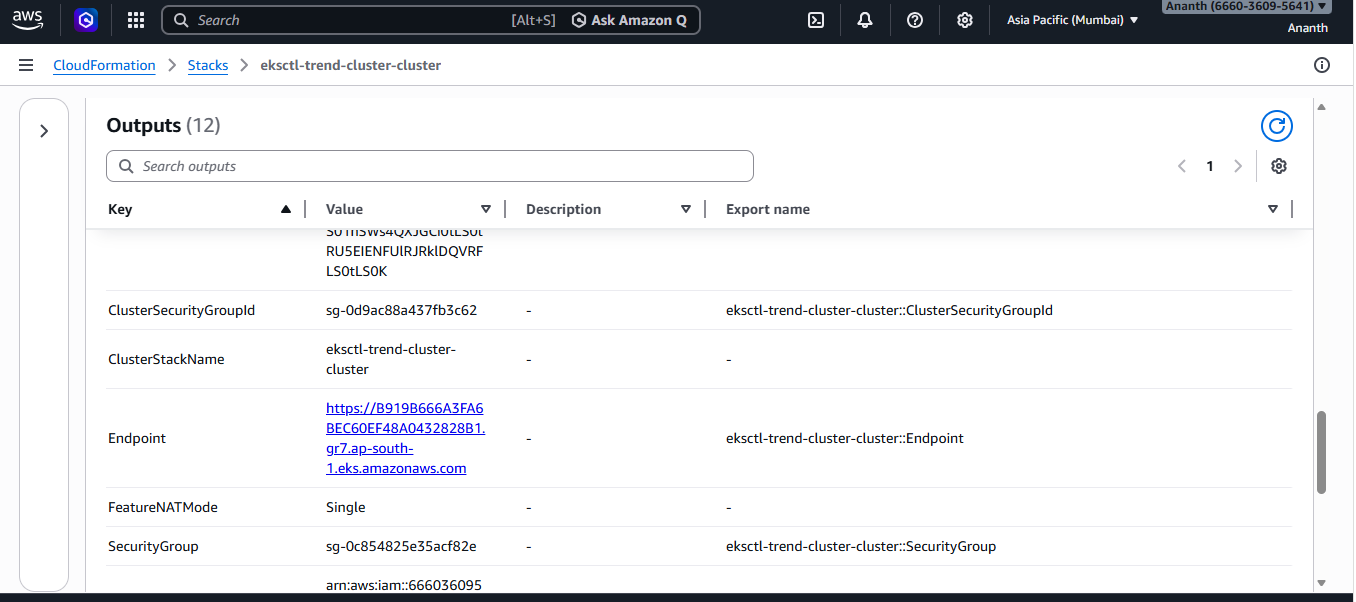 aws
Search [Alt+S] Ask Amazon Q Asia Pacific (Mumbai) Ananth (6660-3609-5641)
Ananth
CloudFormation Stacks eksctl-trend-cluster-cluster
Outputs (12)
Search outputs 1
Key Value Description Export name
RU5EIENFUlRJRklDQVRF
LS0tLS0K
ClusterSecurityGroupId sg-0d9ac88a437fb3c62 - eksctl-trend-cluster-cluster::ClusterSecurityGroupId
ClusterStackName eksctl-trend-cluster-
cluster - -
Endpoint https://B919B666A3FA6
BEC60EF48A0432828B1.
gr7.ap-south-
1.eks.amazonaws.com - eksctl-trend-cluster-cluster::Endpoint
FeatureNATMode Single - -
SecurityGroup sg-0c854825e35acf82e - eksctl-trend-cluster-cluster::SecurityGroup
arn:aws:iam::666036095